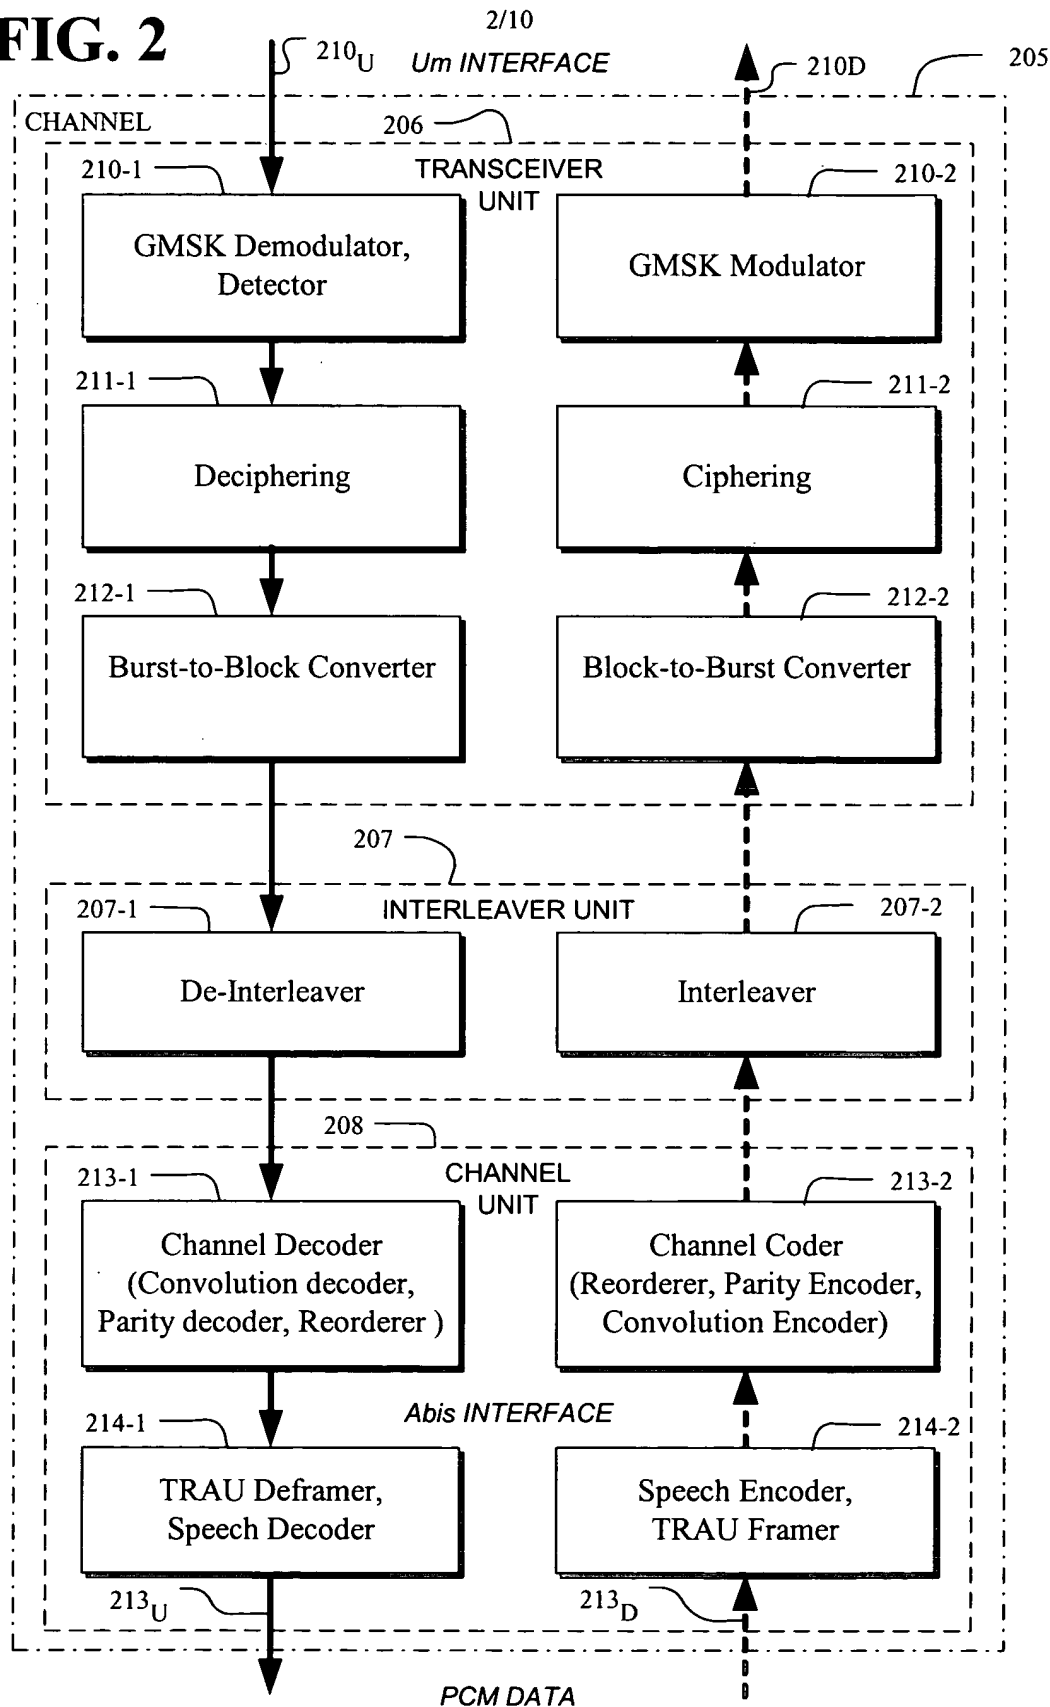 FIG. 2
2/10
210U
Um INTERFACE
210D
205
CHANNEL
206
210-1
TRANSCEIVER
UNIT
210-2
GMSK Demodulator,
Detector
GMSK Modulator
211-1
211-2
Deciphering
Ciphering
212-1
212-2
Burst-to-Block Converter
Block-to-Burst Converter
207
207-1
INTERLEAVER UNIT
207-2
De-Interleaver
Interleaver
208
213-1
CHANNEL
UNIT
213-2
Channel Decoder
(Convolution decoder,
Parity decoder, Reorderer )
Channel Coder
(Reorderer, Parity Encoder,
Convolution Encoder)
214-1
Abis INTERFACE
214-2
TRAU Deframer,
Speech Decoder
Speech Encoder,
TRAU Framer
213U
213D
PCM DATA